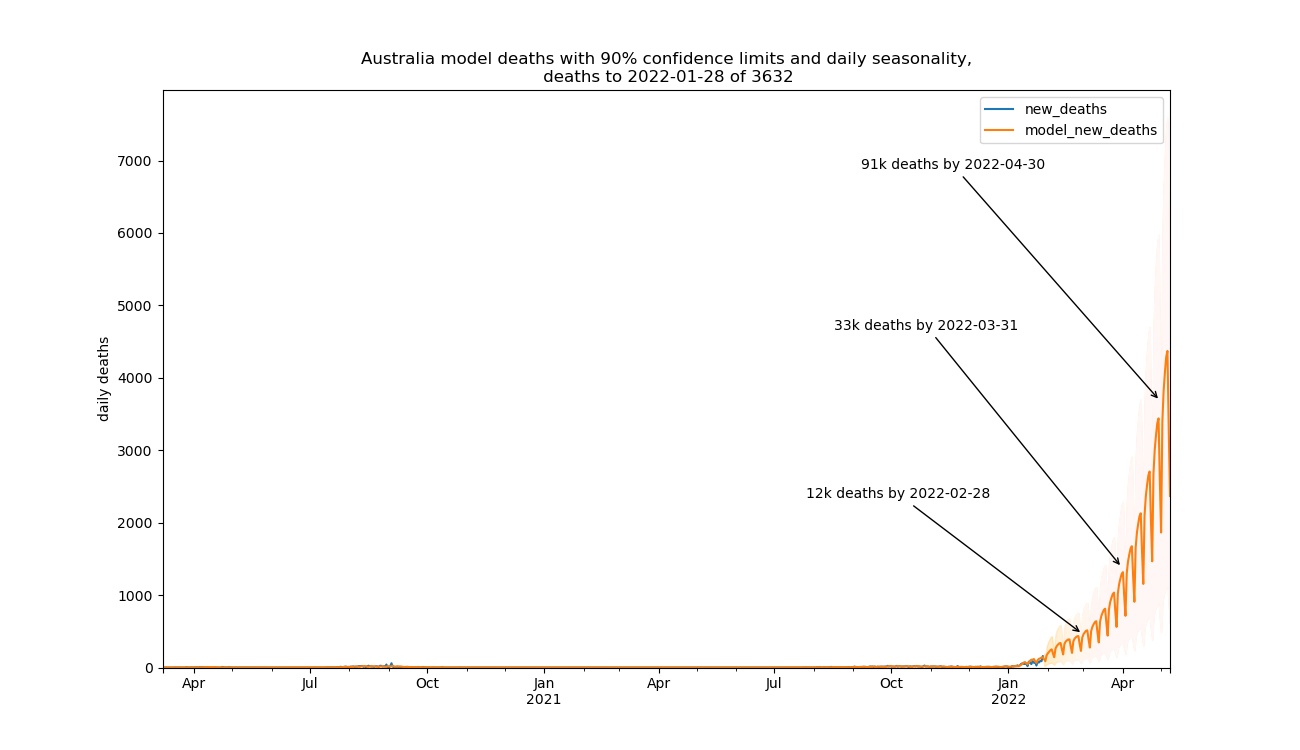 Australia model deaths with 90% confidence limits and daily seasonality,
deaths to 2022-01-28 of 3632
new_deaths
model_new_deaths
91k deaths by 2022-04-30
33k deaths by 2022-03-31
12k deaths by 2022-02-28
daily deaths
7000
6000
5000
4000
3000
2000
1000
0
Apr
Jul
Oct
Jan
2021
Apr
Jul
Oct
Jan
2022
Apr